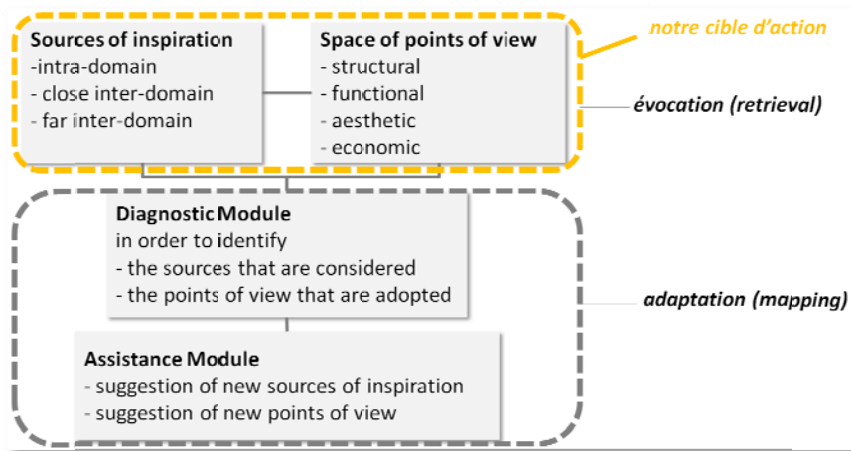 Sources of inspiration
-intra-domain
- close inter-domain
- far inter-domain
Space of points of view
- structural
- functional
- aesthetic
- economic
notre cible d'action
évocation (retrieval)
Diagnostic Module
in order to identify
- the sources that are considered
- the points of view that are adopted
adaptation (mapping)
Assistance Module
- suggestion of new sources of inspiration
- suggestion of new points of view